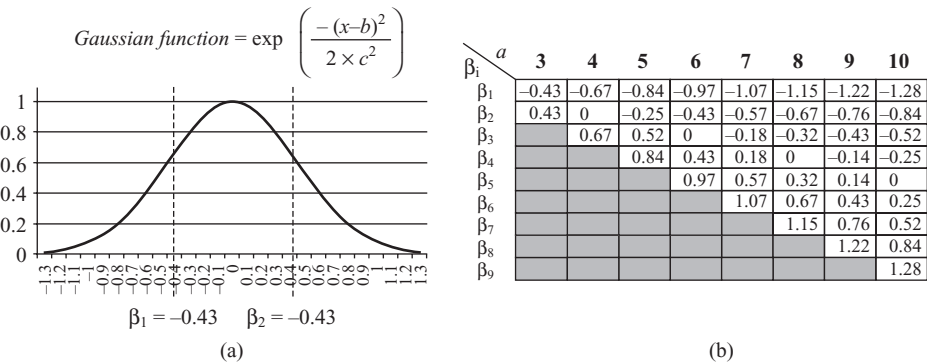 Gaussian function = exp ( –(x–b)² / 2 × c² )
1
0.8
0.6
0.4
0.2
0
–1.3 –1.2 –1.1 –1 –0.9 –0.8 –0.7 –0.6 –0.5 –0.4 –0.3 –0.2 –0.1 0 0.1 0.2 0.3 0.4 0.5 0.6 0.7 0.8 0.9 1 1.1 1.2 1.3
β₁ = –0.43 β₂ = –0.43
(a)
βᵢ a 3 4 5 6 7 8 9 10
β₁ –0.43 –0.67 –0.84 –0.97 –1.07 –1.15 –1.22 –1.28
β₂ 0.43 0 –0.25 –0.43 –0.57 –0.67 –0.76 –0.84
β₃ 0.67 0.52 0 –0.18 –0.32 –0.43 –0.52
β₄ 0.84 0.43 0.18 0 –0.14 –0.25
β₅ 0.97 0.57 0.32 0.14 0
β₆ 1.07 0.67 0.43 0.25
β₇ 1.15 0.76 0.52
β₈ 1.22 0.84
β₉ 1.28
(b)